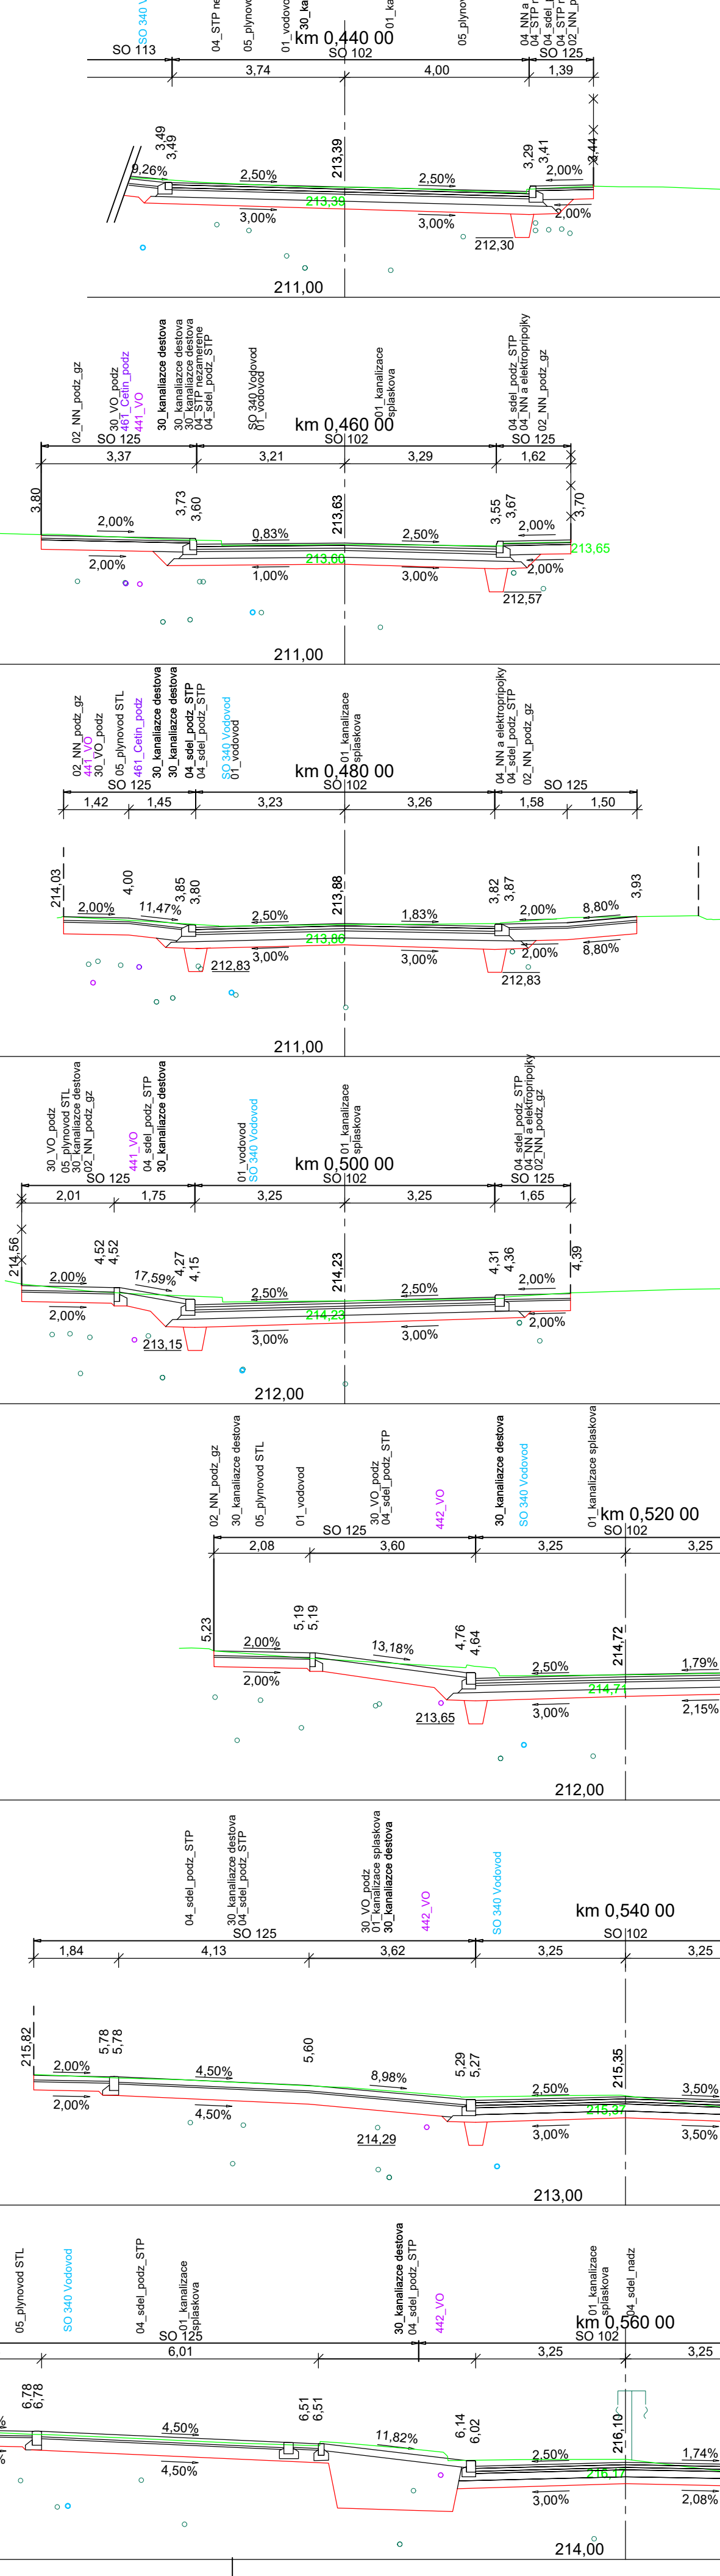 SO 340 V
04_STP ne
05_plynov
01_vodovo
30_ka
01_ka
05_plynov
04_NN a
04_STP n
04_sdel_p
04_STP n
02_NN_p
km 0,440 00
SO 113
SO 102
SO 125
3,74
4,00
1,39
3,49
3,49
213,39
3,29
3,41
3,44
9,26%
2,50%
2,50%
2,00%
213,39
3,00%
3,00%
2,00%
212,30
211,00
02_NN_podz_gz
30_VO_podz
461_Cetin_podz
441_VO
30_kanaliazce destova
30_kanaliazce destova
30_kanaliazce destova
04_STP nezamerene
04_sdel_podz_STP
SO 340 Vodovod
01_vodovod
01_kanalizace
splaskova
04_sdel_podz_STP
04_NN a elektropripojky
02_NN_podz_gz
km 0,460 00
SO 125
SO 102
SO 125
3,37
3,21
3,29
1,62
3,80
3,73
3,60
213,63
3,55
3,67
3,70
2,00%
0,83%
2,50%
2,00%
213,65
213,60
2,00%
1,00%
3,00%
2,00%
212,57
211,00
02_NN_podz_gz
441_VO
30_VO_podz
05_plynovod STL
461_Cetin_podz
30_kanaliazce destova
30_kanaliazce destova
04_sdel_podz_STP
04_sdel_podz_STP
SO 340 Vodovod
01_vodovod
01_kanalizace
splaskova
04_NN a elektropripojky
04_sdel_podz_STP
02_NN_podz_gz
km 0,480 00
SO 125
SO 102
SO 125
1,42
1,45
3,23
3,26
1,58
1,50
214,03
4,00
3,85
3,80
213,88
3,82
3,87
3,93
2,00%
11,47%
2,50%
1,83%
2,00%
8,80%
213,86
3,00%
3,00%
2,00%
8,80%
212,83
212,83
211,00
30_VO_podz
05_plynovod STL
30_kanaliazce destova
02_NN_podz_gz
441_VO
04_sdel_podz_STP
30_kanaliazce destova
01_vodovod
SO 340 Vodovod
01_kanalizace
splaskova
04_sdel_podz_STP
04_NN a elektropripojky
02_NN_podz_gz
km 0,500 00
SO 125
SO 102
SO 125
2,01
1,75
3,25
3,25
1,65
214,56
4,52
4,52
4,27
4,15
214,23
4,31
4,36
4,39
2,00%
17,59%
2,50%
2,50%
2,00%
214,23
2,00%
3,00%
3,00%
2,00%
213,15
212,00
02_NN_podz_gz
30_kanaliazce destova
05_plynovod STL
01_vodovod
30_VO_podz
04_sdel_podz_STP
442_VO
30_kanaliazce destova
SO 340 Vodovod
01_kanalizace splaskova
km 0,520 00
SO 125
SO 102
2,08
3,60
3,25
3,25
5,23
5,19
5,19
4,76
4,64
214,72
2,00%
13,18%
2,50%
1,79%
214,71
2,00%
3,00%
2,15%
213,65
212,00
04_sdel_podz_STP
30_kanaliazce destova
04_sdel_podz_STP
30_VO_podz
01_kanalizace splaskova
30_kanaliazce destova
442_VO
SO 340 Vodovod
km 0,540 00
SO 125
SO 102
1,84
4,13
3,62
3,25
3,25
215,82
5,78
5,78
5,60
5,29
5,27
215,35
2,00%
4,50%
8,98%
2,50%
3,50%
215,37
2,00%
4,50%
3,00%
3,50%
214,29
213,00
05_plynovod STL
SO 340 Vodovod
04_sdel_podz_STP
01_kanalizace
splaskova
30_kanaliazce destova
04_sdel_podz_STP
442_VO
01_kanalizace
splaskova
04_sdel_nadz
km 0,560 00
SO 125
SO 102
6,01
3,25
3,25
6,78
6,78
6,51
6,51
6,14
6,02
216,10
%
4,50%
11,82%
2,50%
1,74%
216,17
%
4,50%
3,00%
2,08%
214,00